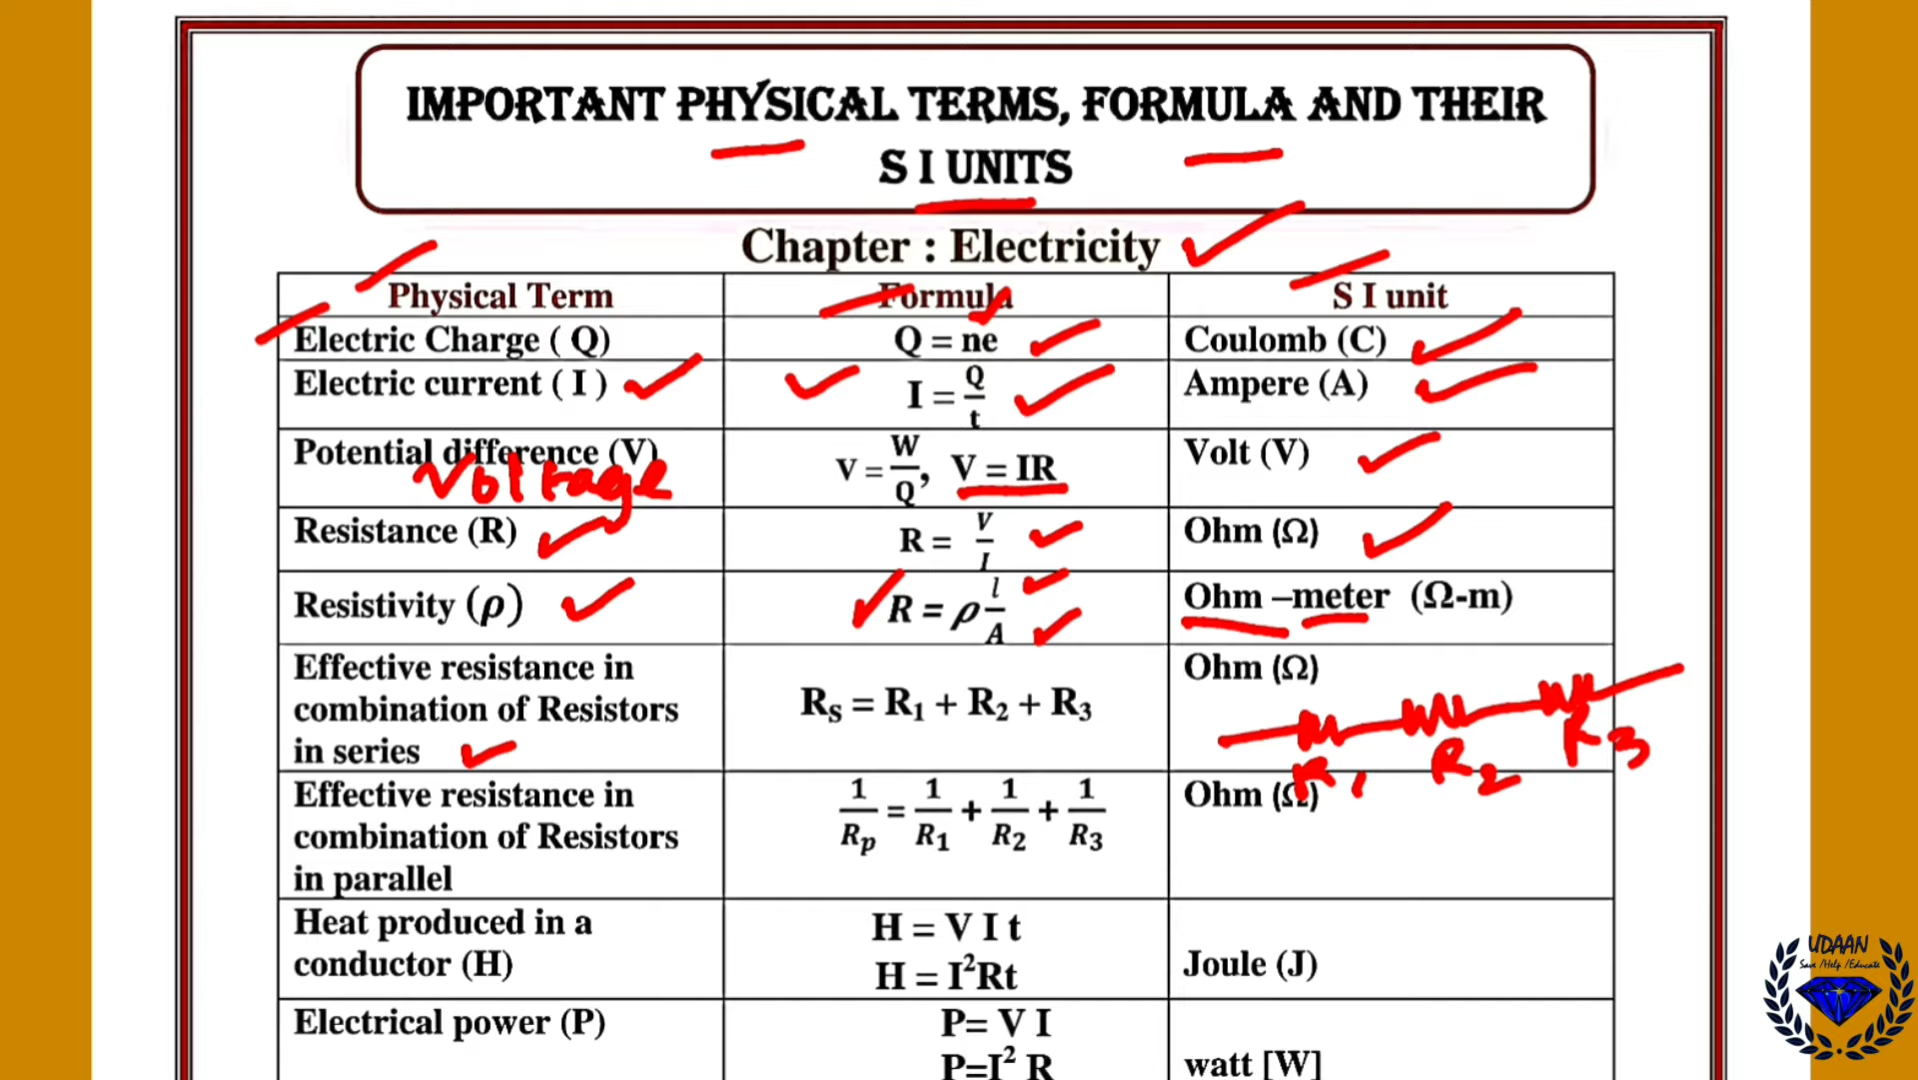 IMPORTANT PHYSICAL TERMS, FORMULA AND THEIR
S I UNITS
Chapter : Electricity
Physical Term Formula S I unit
Electric Charge ( Q) Q = ne Coulomb (C)
Electric current ( I ) I = Q/t Ampere (A)
Potential difference (V) V = W/Q, V = IR Volt (V)
Voltage
Resistance (R) R = V/I Ohm (Ω)
Resistivity (ρ) R = ρ l/A Ohm –meter (Ω-m)
Effective resistance in
combination of Resistors
in series
Rs = R₁ + R₂ + R₃
Ohm (Ω)
R1 R2 R3
Effective resistance in
combination of Resistors
in parallel
1/Rp = 1/R₁ + 1/R₂ + 1/R₃
Ohm (Ω)
Heat produced in a
conductor (H)
H = V I t
H = I²Rt
Joule (J)
Electrical power (P)
P= V I
P=I² R
watt [W]
UDAAN
Save /Help /Educate